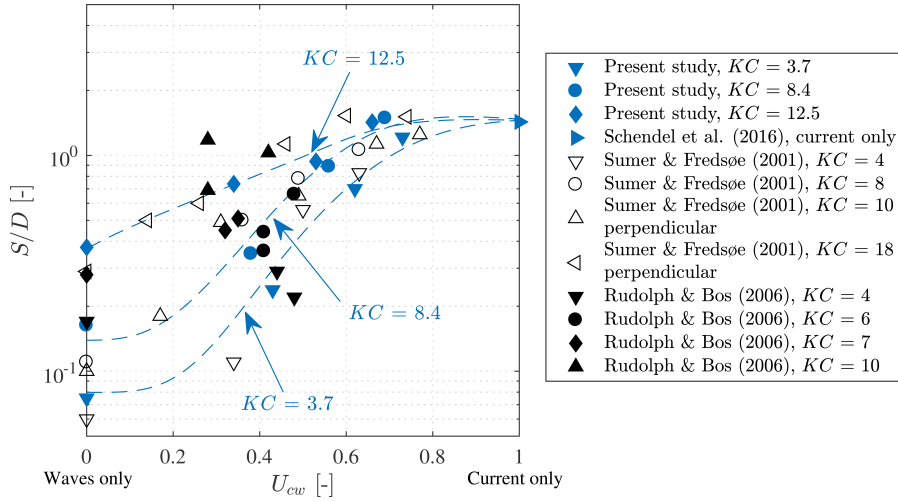 KC = 12.5
KC = 8.4
KC = 3.7
S/D [-]
10^0
10^-1
0
0.2
0.4
0.6
0.8
1
Waves only
U_cw [-]
Current only
Present study, KC = 3.7
Present study, KC = 8.4
Present study, KC = 12.5
Schendel et al. (2016), current only
Sumer & Fredsøe (2001), KC = 4
Sumer & Fredsøe (2001), KC = 8
Sumer & Fredsøe (2001), KC = 10
perpendicular
Sumer & Fredsøe (2001), KC = 18
perpendicular
Rudolph & Bos (2006), KC = 4
Rudolph & Bos (2006), KC = 6
Rudolph & Bos (2006), KC = 7
Rudolph & Bos (2006), KC = 10